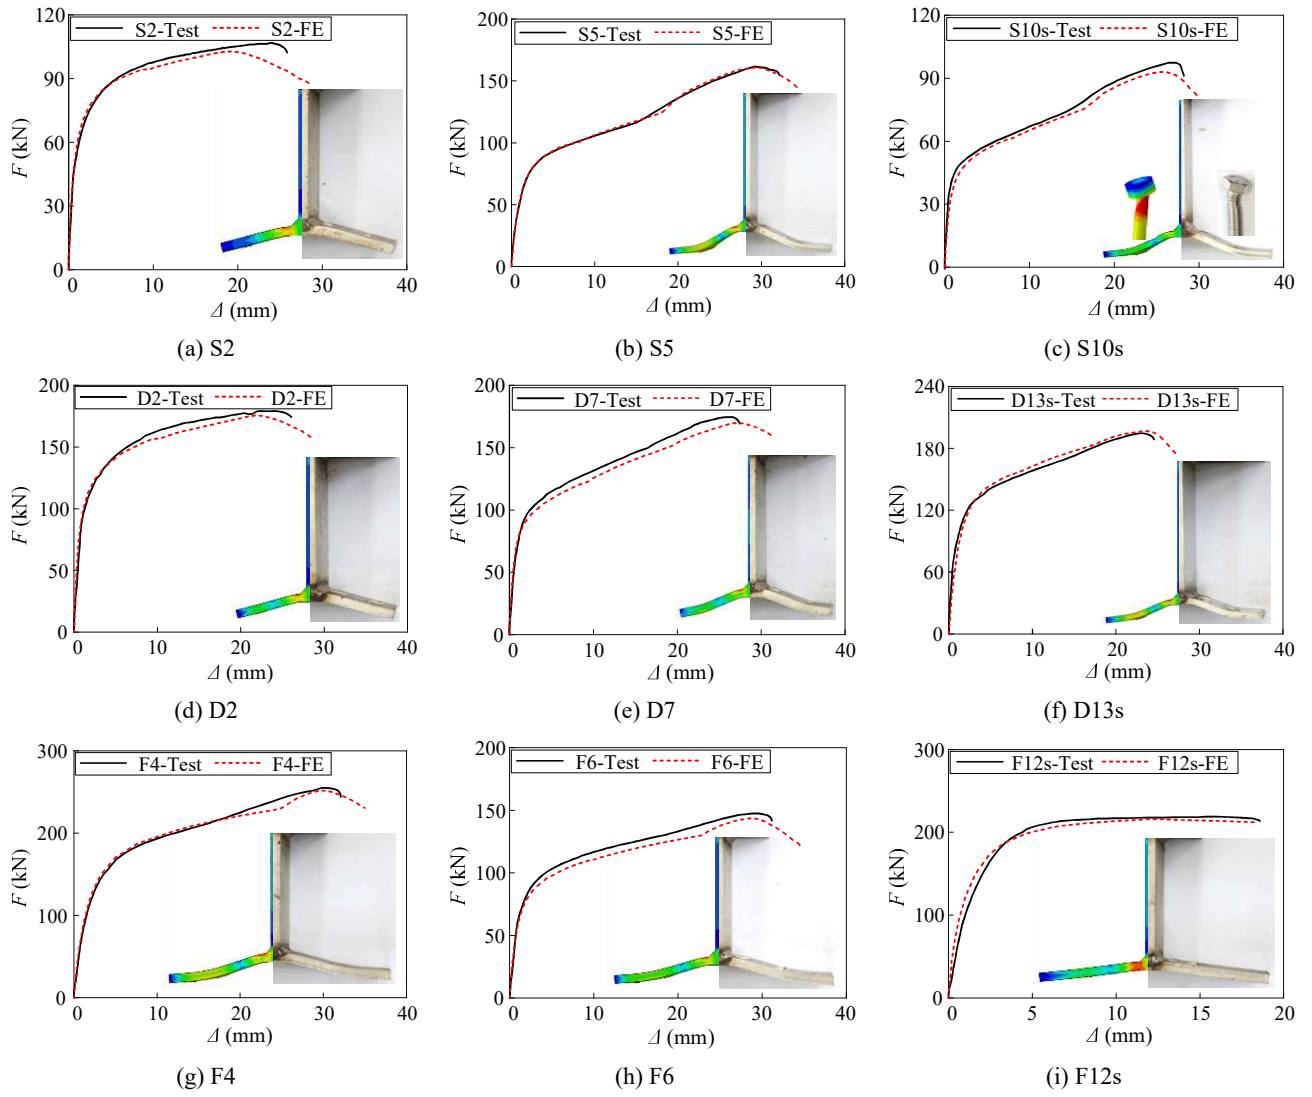 S2-Test S2-FE
120
90
60
30
0
F (kN)
0 10 20 30 40
Δ (mm)
(a) S2
S5-Test S5-FE
200
150
100
50
0
F (kN)
0 10 20 30 40
Δ (mm)
(b) S5
S10s-Test S10s-FE
120
90
60
30
0
F (kN)
0 10 20 30 40
Δ (mm)
(c) S10s
D2-Test D2-FE
200
150
100
50
0
F (kN)
0 10 20 30 40
Δ (mm)
(d) D2
D7-Test D7-FE
200
150
100
50
0
F (kN)
0 10 20 30 40
Δ (mm)
(e) D7
D13s-Test D13s-FE
240
180
120
60
0
F (kN)
0 10 20 30 40
Δ (mm)
(f) D13s
F4-Test F4-FE
300
200
100
0
F (kN)
0 10 20 30 40
Δ (mm)
(g) F4
F6-Test F6-FE
200
150
100
50
0
F (kN)
0 10 20 30 40
Δ (mm)
(h) F6
F12s-Test F12s-FE
300
200
100
0
F (kN)
0 5 10 15 20
Δ (mm)
(i) F12s